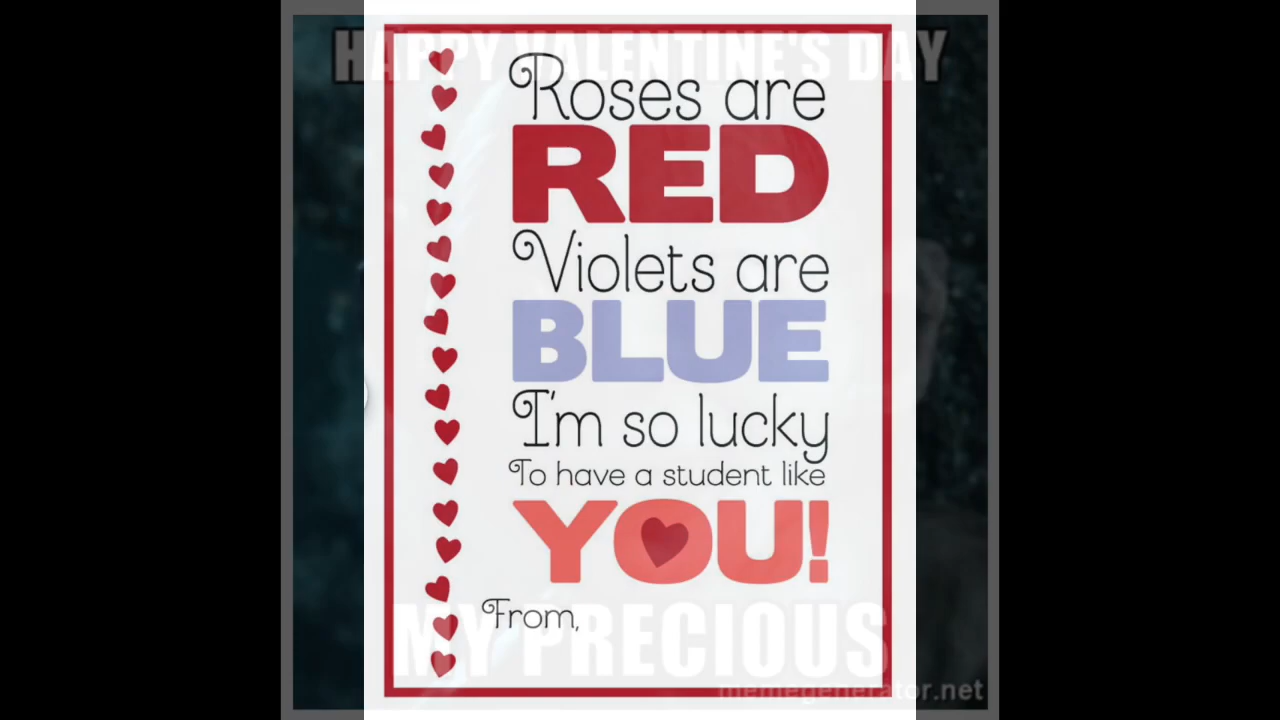 HAPPY VALENTINE'S DAY
Roses are
RED
Violets are
BLUE
I'm so lucky
To have a student like
YOU!
From,
MY PRECIOUS
memegenerator.net